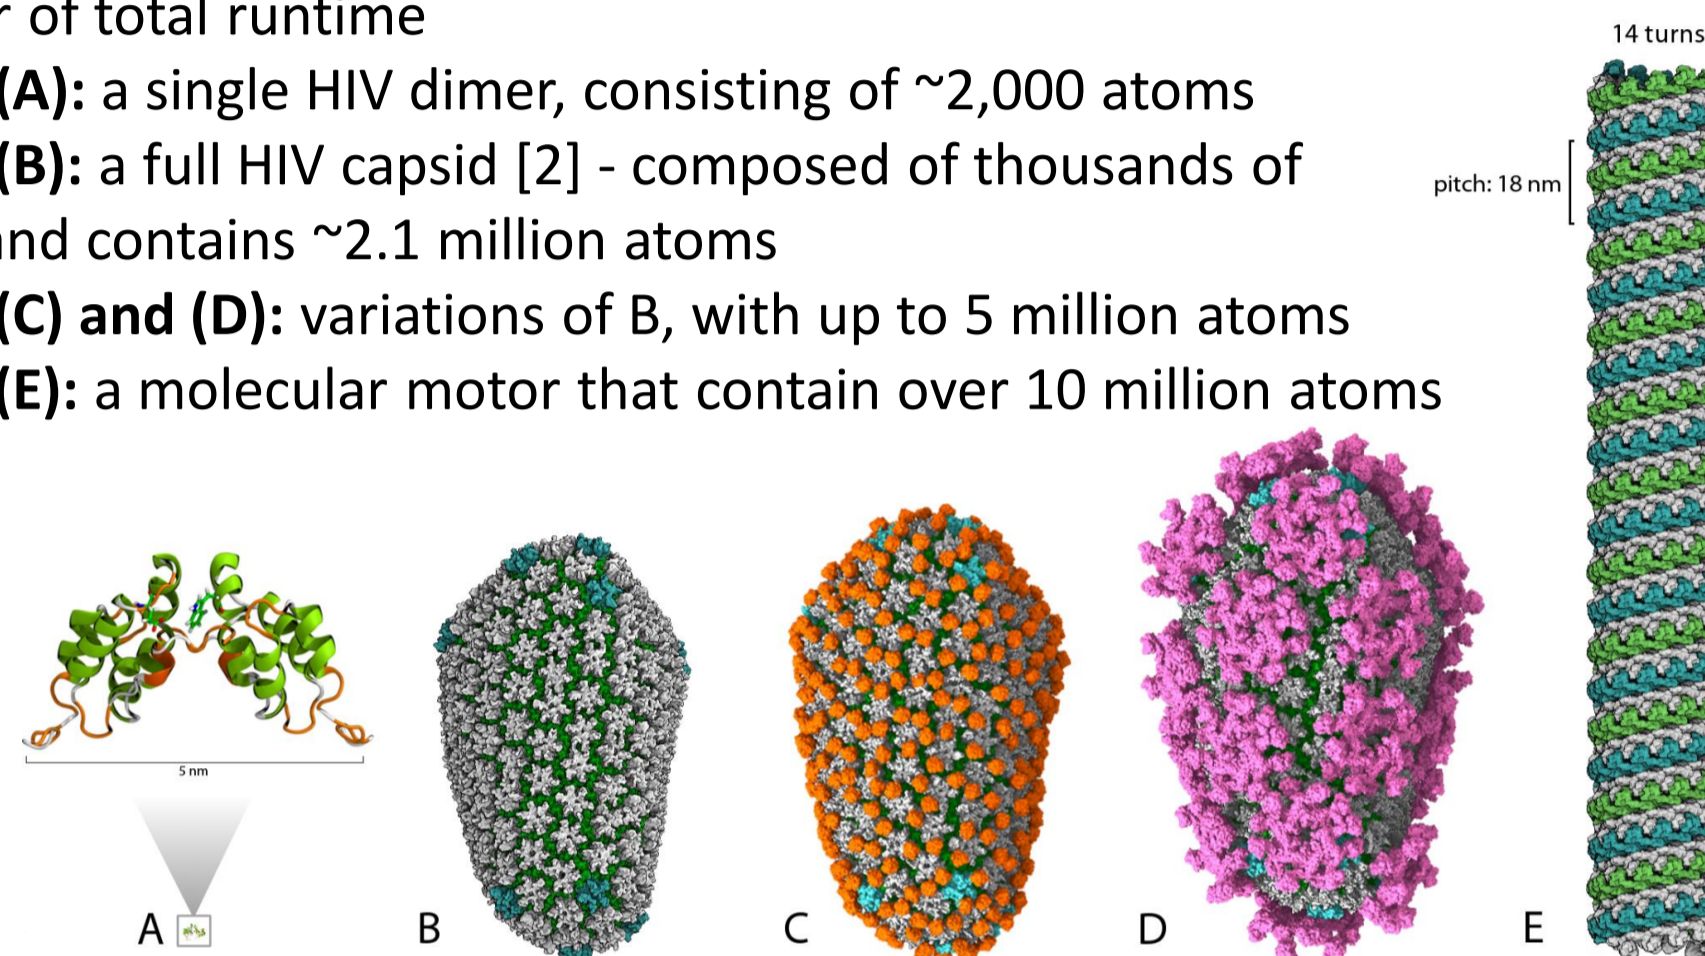 of total runtime
(A): a single HIV dimer, consisting of ~2,000 atoms
(B): a full HIV capsid [2] - composed of thousands of
and contains ~2.1 million atoms
(C) and (D): variations of B, with up to 5 million atoms
(E): a molecular motor that contain over 10 million atoms
14 turns
pitch: 18 nm
5 nm
A
B
C
D
E